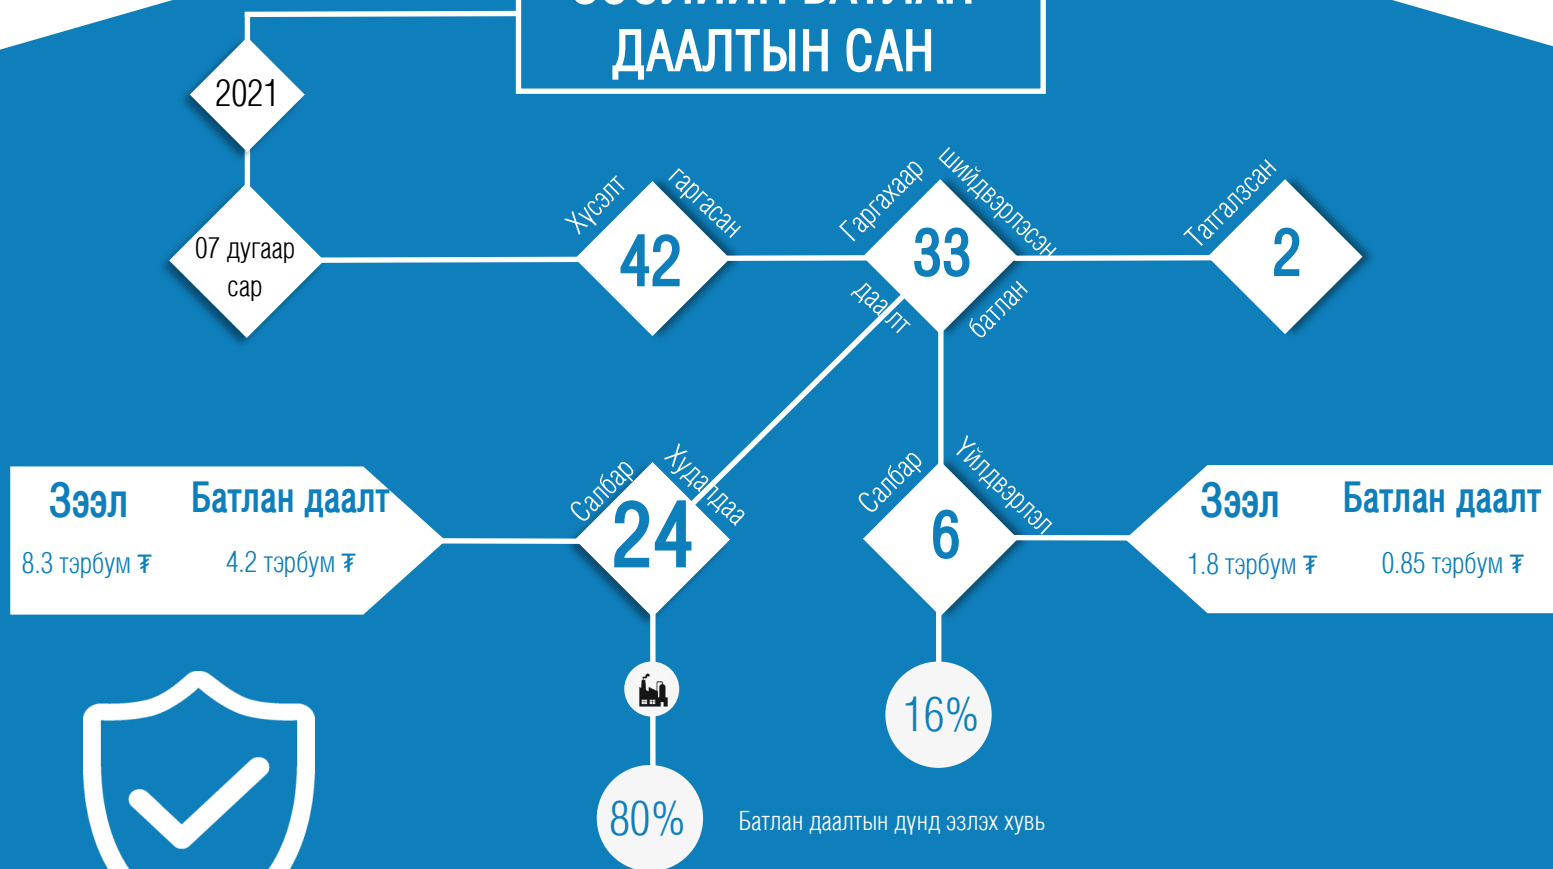 ДААЛТЫН САН
2021
07 дугаар
сар
Хүсэлт гаргасан
42
Гаргахаар шийдвэрлэсэн
33
батлан даалт
Татгалзсан
2
Салбар Худалдаа
24
Салбар Үйлдвэрлэл
6
Зээл Батлан даалт
8.3 тэрбум ₮ 4.2 тэрбум ₮
Зээл Батлан даалт
1.8 тэрбум ₮ 0.85 тэрбум ₮
16%
80%
Батлан даалтын дүнд эзлэх хувь